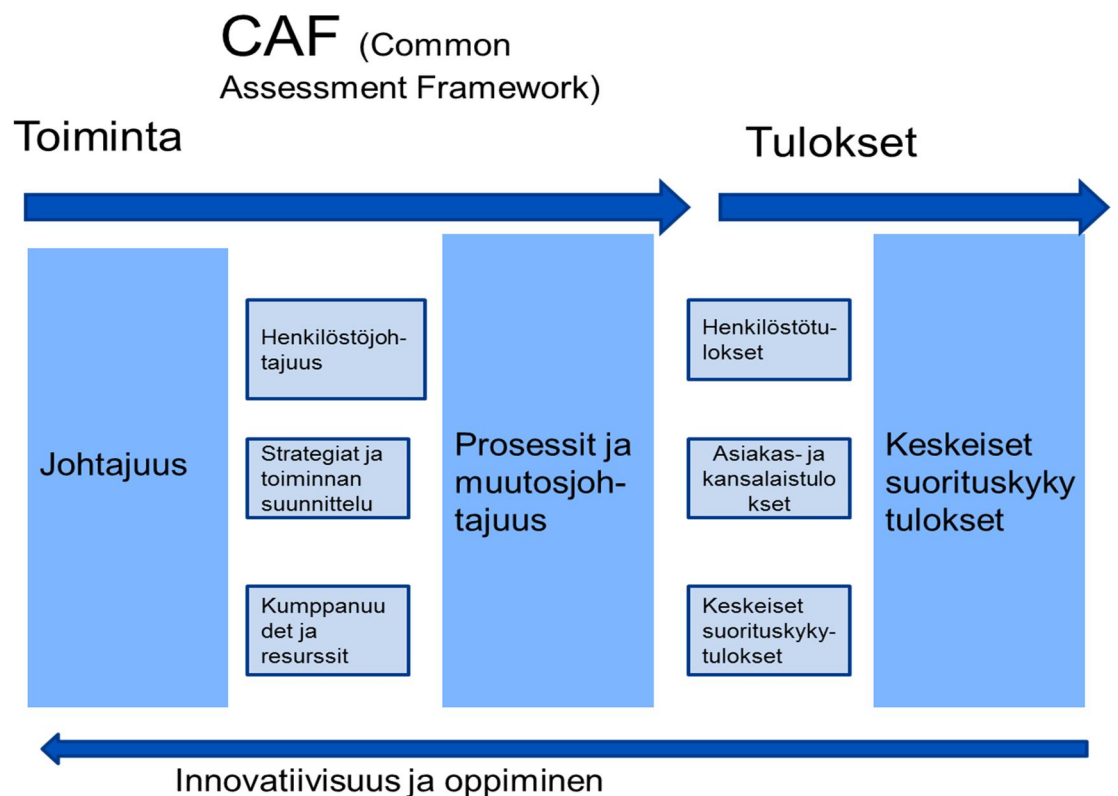 CAF (Common
Assessment Framework)
Toiminta
Tulokset
Johtajuus
Henkilöstöjoh-
tajuus
Strategiat ja
toiminnan
suunnittelu
Kumppanuu
det ja
resurssit
Prosessit ja
muutosjoh-
tajuus
Henkilöstötu-
lokset
Asiakas- ja
kansalaistulo
kset
Keskeiset
suorituskyky-
tulokset
Keskeiset
suorituskyky
tulokset
Innovatiivisuus ja oppiminen